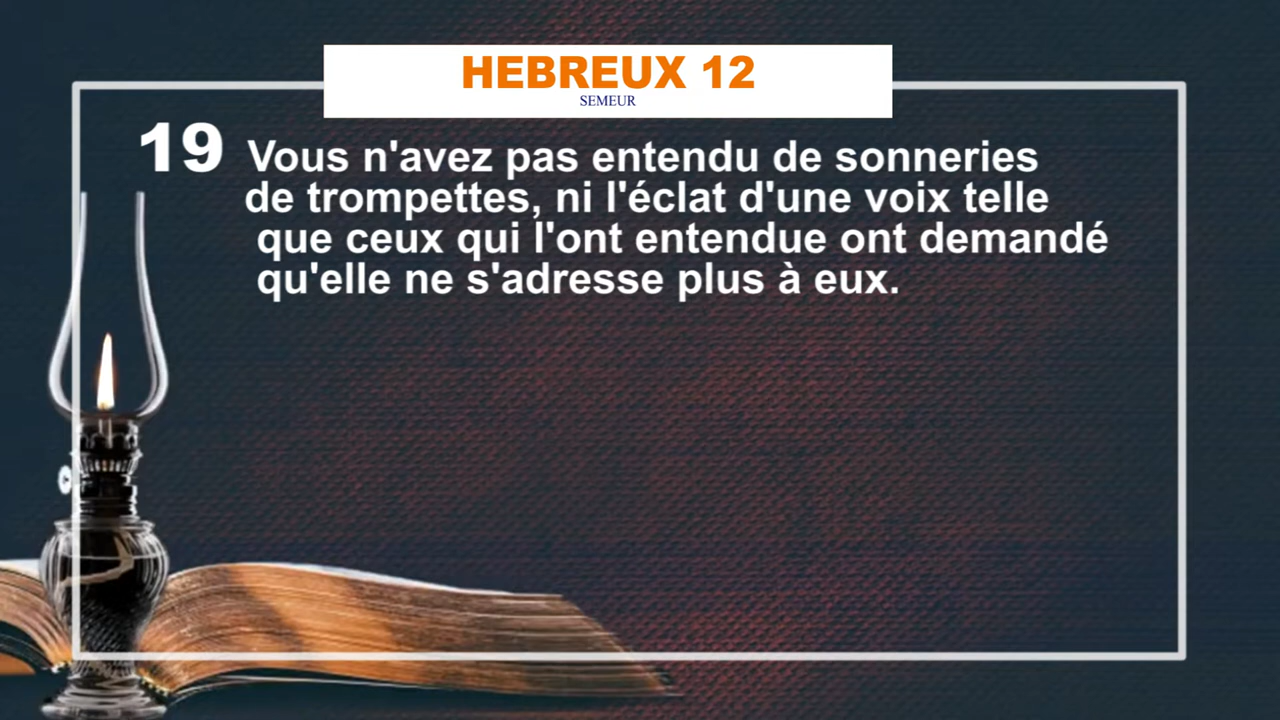 HEBREUX 12
SEMEUR
19 Vous n'avez pas entendu de sonneries
de trompettes, ni l'éclat d'une voix telle
que ceux qui l'ont entendue ont demandé
qu'elle ne s'adresse plus à eux.